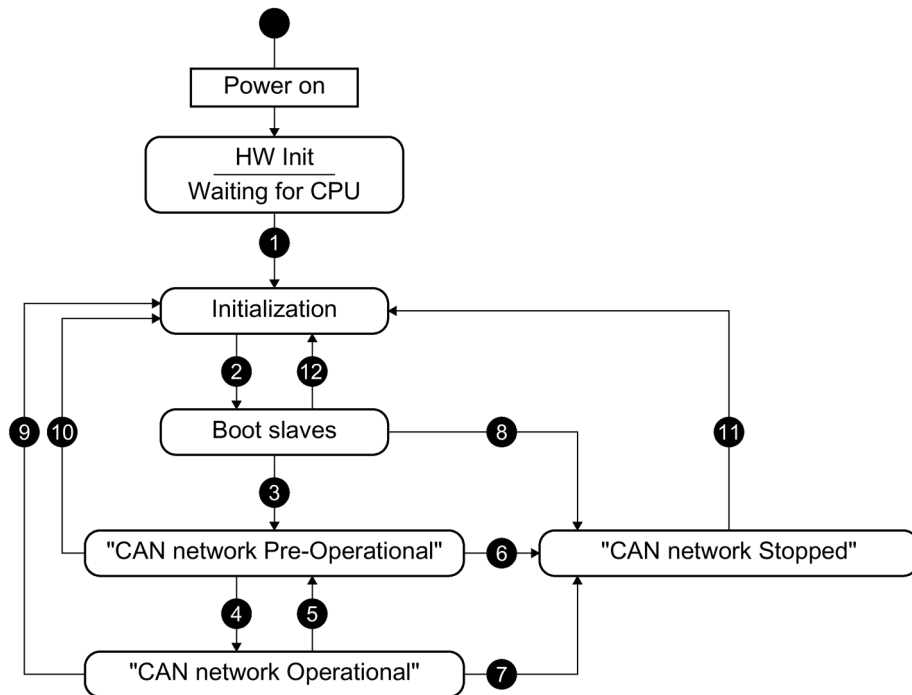 Power on
HW Init
Waiting for CPU
1
Initialization
2
12
Boot slaves
9
10
8
11
3
"CAN network Pre-Operational"
6
"CAN network Stopped"
4
5
"CAN network Operational"
7